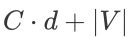 C · d + |V|